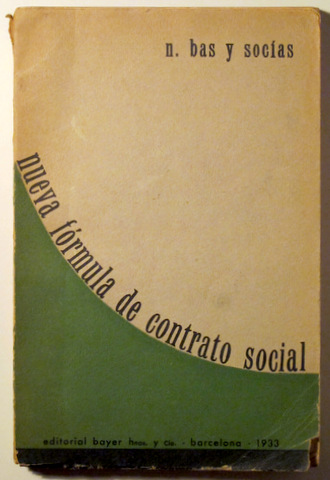 n. bas y socías
nueva fórmula de contrato social
editorial bayer hnos. y cía. - barcelona - 1933